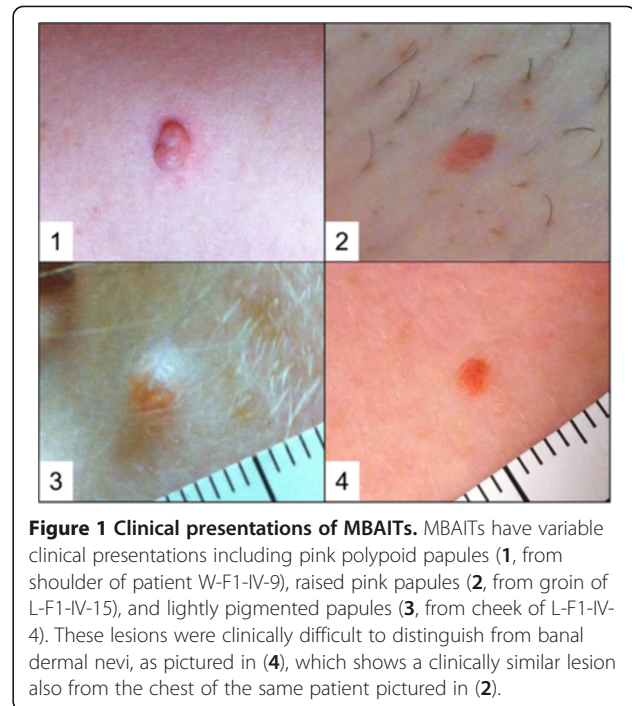 1
2
3
4
Figure 1 Clinical presentations of MBAITs. MBAITs have variable
clinical presentations including pink polypoid papules (1, from
shoulder of patient W-F1-IV-9), raised pink papules (2, from groin of
L-F1-IV-15), and lightly pigmented papules (3, from cheek of L-F1-IV-
4). These lesions were clinically difficult to distinguish from banal
dermal nevi, as pictured in (4), which shows a clinically similar lesion
also from the chest of the same patient pictured in (2).